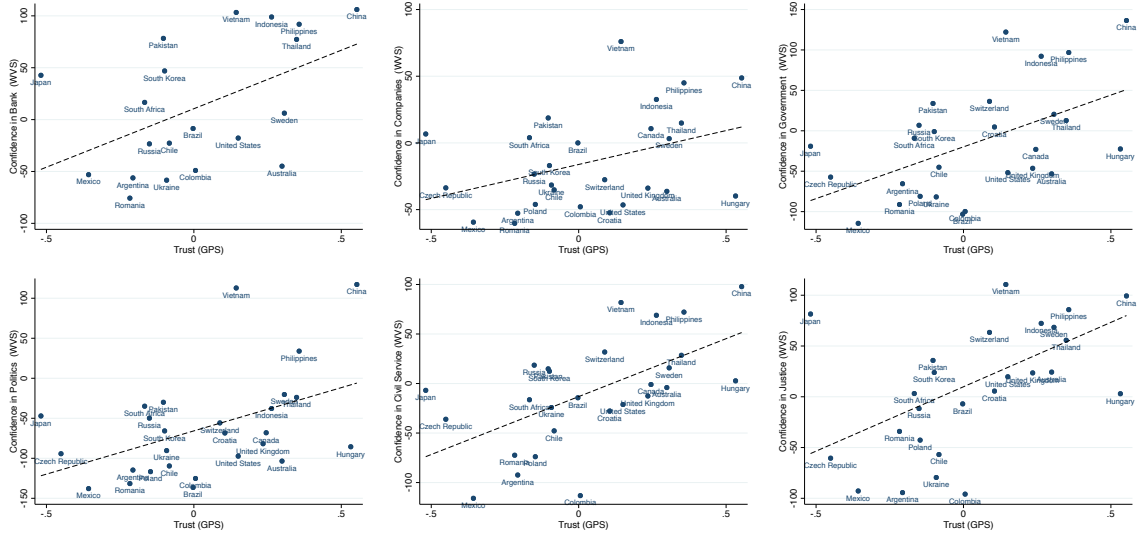 Confidence in Bank (WVS)
100
50
0
-50
-100
Vietnam
China
Indonesia
Philippines
Thailand
Pakistan
Japan
South Korea
South Africa
Sweden
Brazil
Russia
Chile
United States
Mexico
Argentina
Ukraine
Colombia
Australia
Romania
-.5
0
.5
Trust (GPS)
Confidence in Companies (WVS)
100
50
0
-50
Vietnam
China
Philippines
Indonesia
Pakistan
Thailand
Canada
Japan
South Africa
Brazil
Sweden
South Korea
Russia
Switzerland
Czech Republic
Ukraine
Chile
United Kingdom
Australia
Hungary
Poland
Colombia
United States
Argentina
Croatia
Mexico
Romania
-.5
0
.5
Trust (GPS)
Confidence in Government (WVS)
150
100
50
0
-50
-100
China
Vietnam
Philippines
Indonesia
Pakistan
Switzerland
Sweden
Thailand
Russia
South Korea
Croatia
South Africa
Japan
Canada
Hungary
Chile
United States
United Kingdom
Australia
Czech Republic
Argentina
Poland
Ukraine
Romania
Colombia
Brazil
Mexico
-.5
0
.5
Trust (GPS)
Confidence in Politics (WVS)
100
50
0
-50
-100
-150
China
Vietnam
Philippines
Sweden
Thailand
Pakistan
South Africa
Indonesia
Japan
Russia
Switzerland
South Korea
Croatia
Canada
United Kingdom
Hungary
Ukraine
Czech Republic
United States
Australia
Chile
Argentina
Poland
Romania
Colombia
Brazil
Mexico
-.5
0
.5
Trust (GPS)
Confidence in Civil Service (WVS)
100
50
0
-50
-100
China
Vietnam
Philippines
Indonesia
Switzerland
Thailand
Russia
Pakistan
South Korea
Sweden
Hungary
Canada
Japan
United Kingdom
South Africa
Brazil
Ukraine
United States
Croatia
Czech Republic
Chile
Romania
Poland
Argentina
Mexico
Colombia
-.5
0
.5
Trust (GPS)
Confidence in Justice (WVS)
100
50
0
-50
-100
Vietnam
China
Philippines
Japan
Indonesia
Sweden
Switzerland
Thailand
Pakistan
South Korea
United Kingdom
Australia
United States
Croatia
Hungary
South Africa
Russia
Brazil
Romania
Poland
Chile
Czech Republic
Ukraine
Mexico
Argentina
Colombia
-.5
0
.5
Trust (GPS)